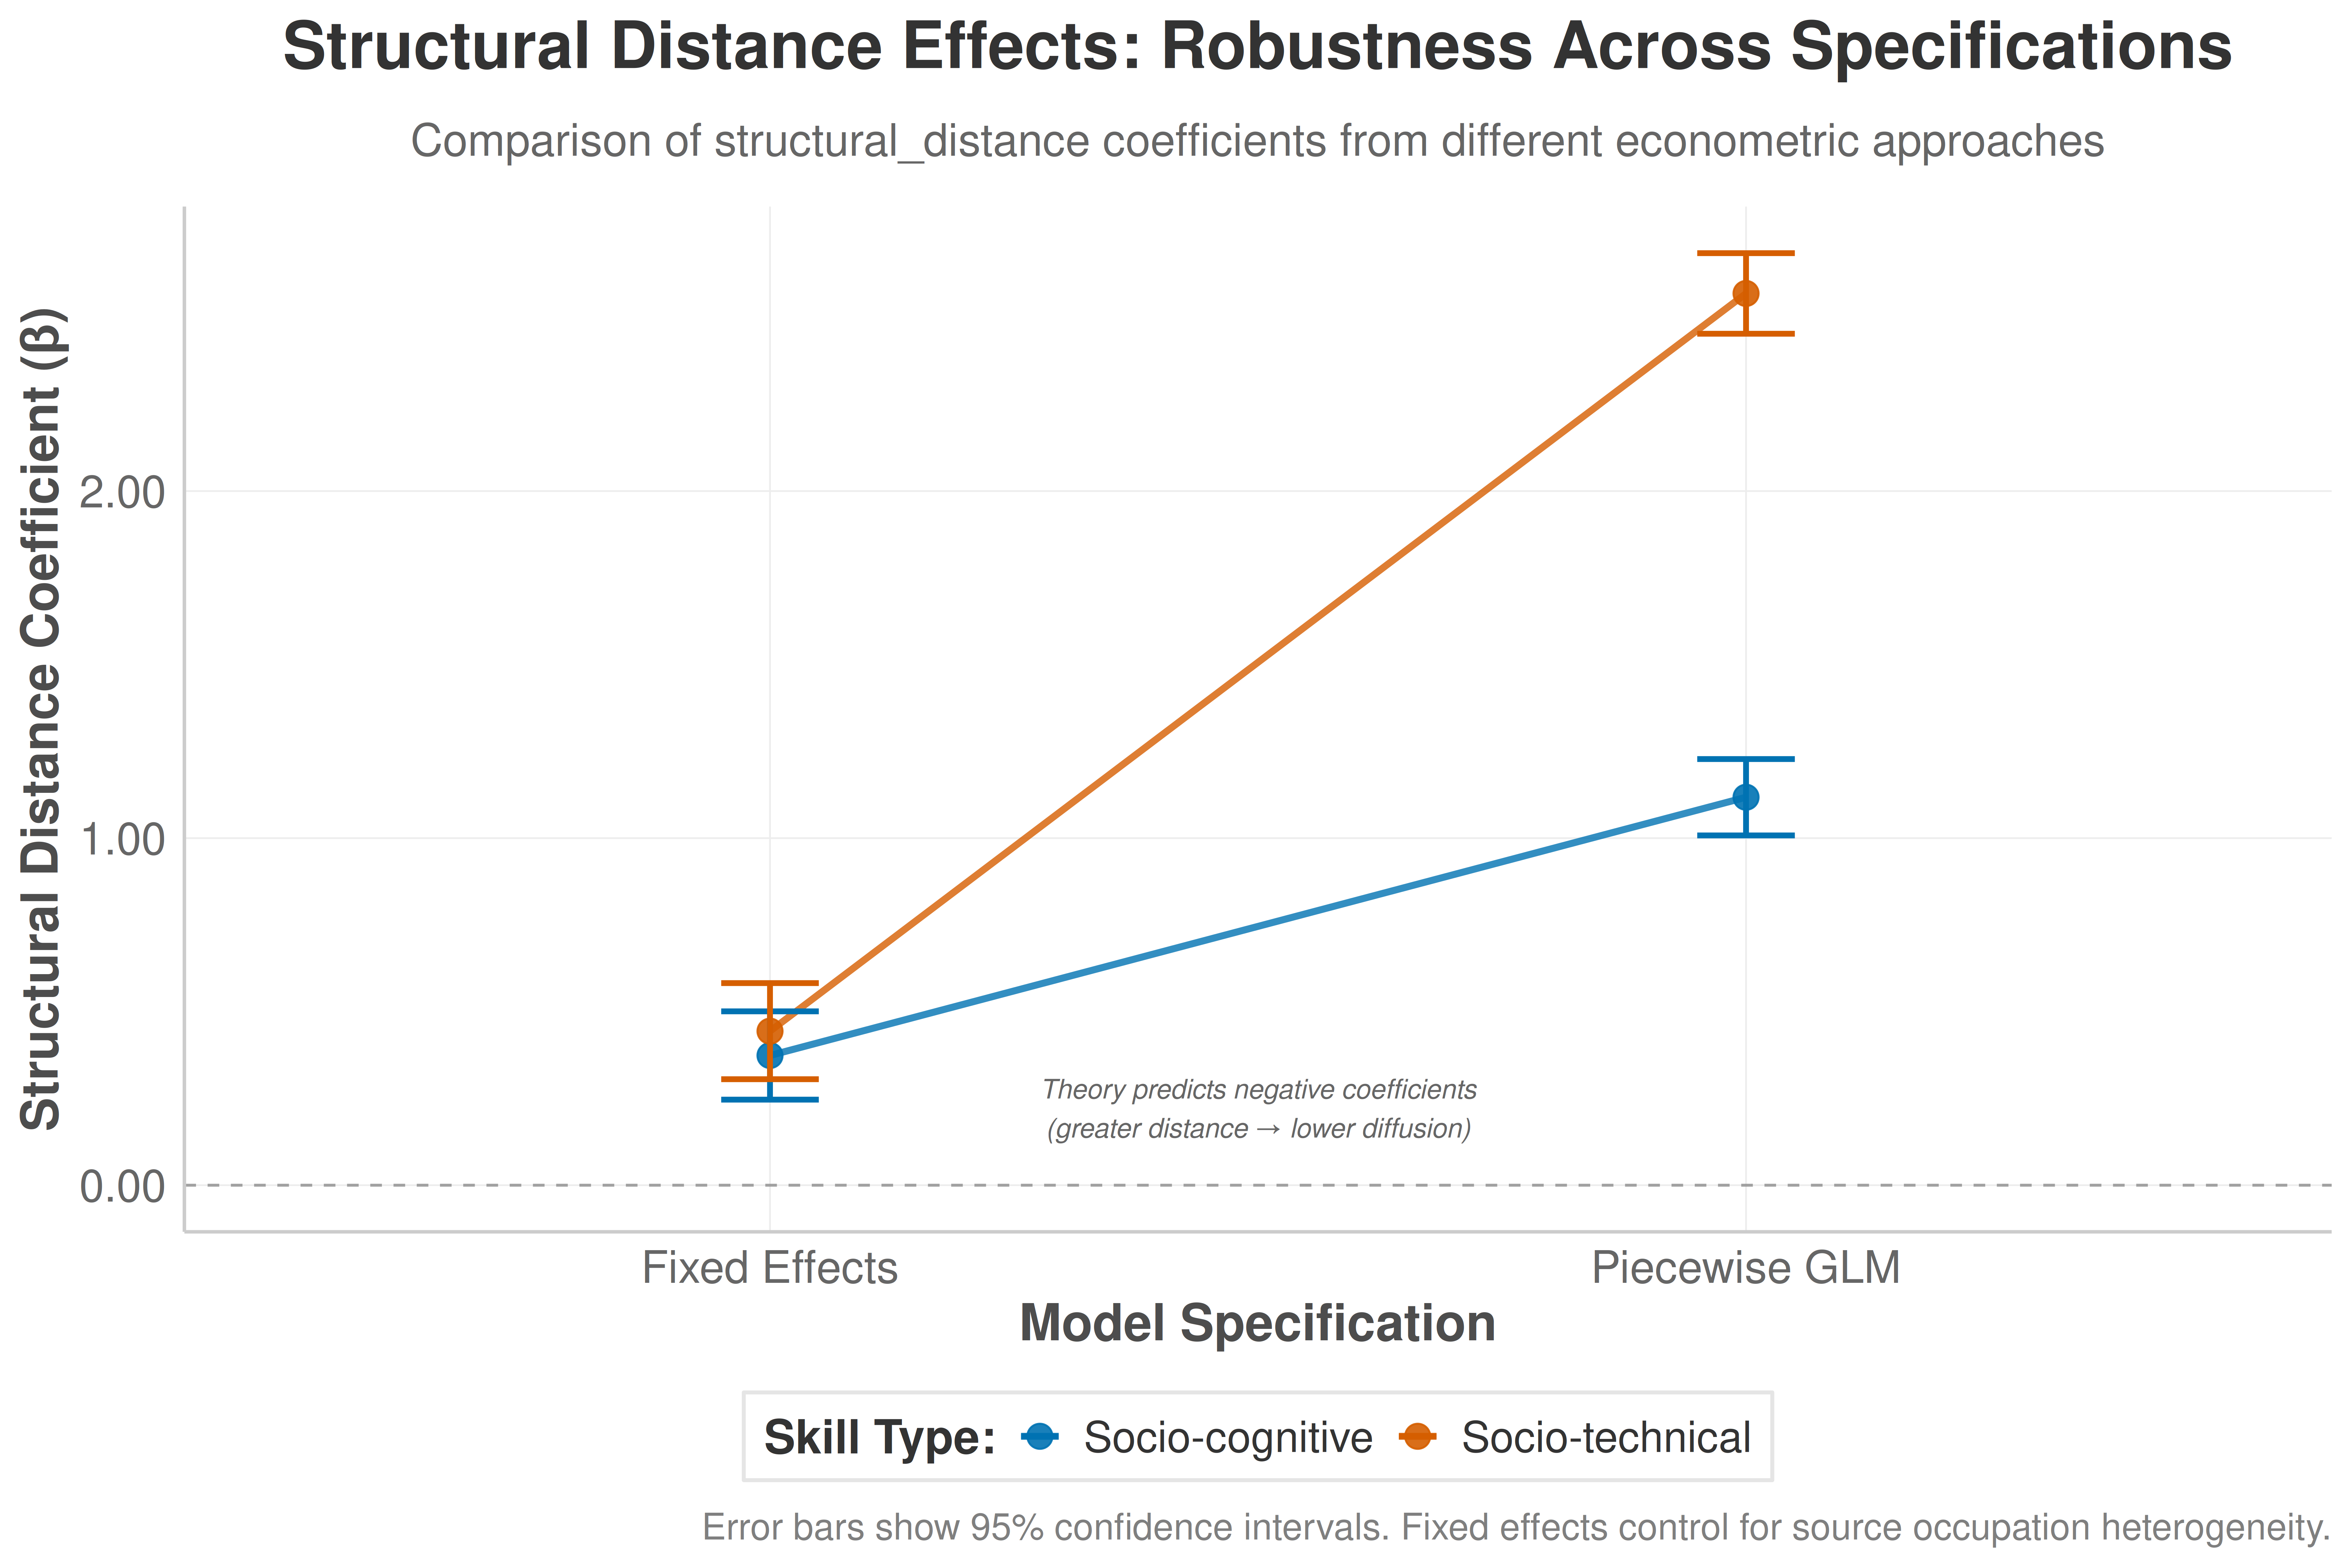 Structural Distance Effects: Robustness Across Specifications
Comparison of structural_distance coefficients from different econometric approaches
Structural Distance Coefficient (β)
2.00
1.00
0.00
Theory predicts negative coefficients
(greater distance → lower diffusion)
Fixed Effects
Piecewise GLM
Model Specification
Skill Type: Socio-cognitive Socio-technical
Error bars show 95% confidence intervals. Fixed effects control for source occupation heterogeneity.